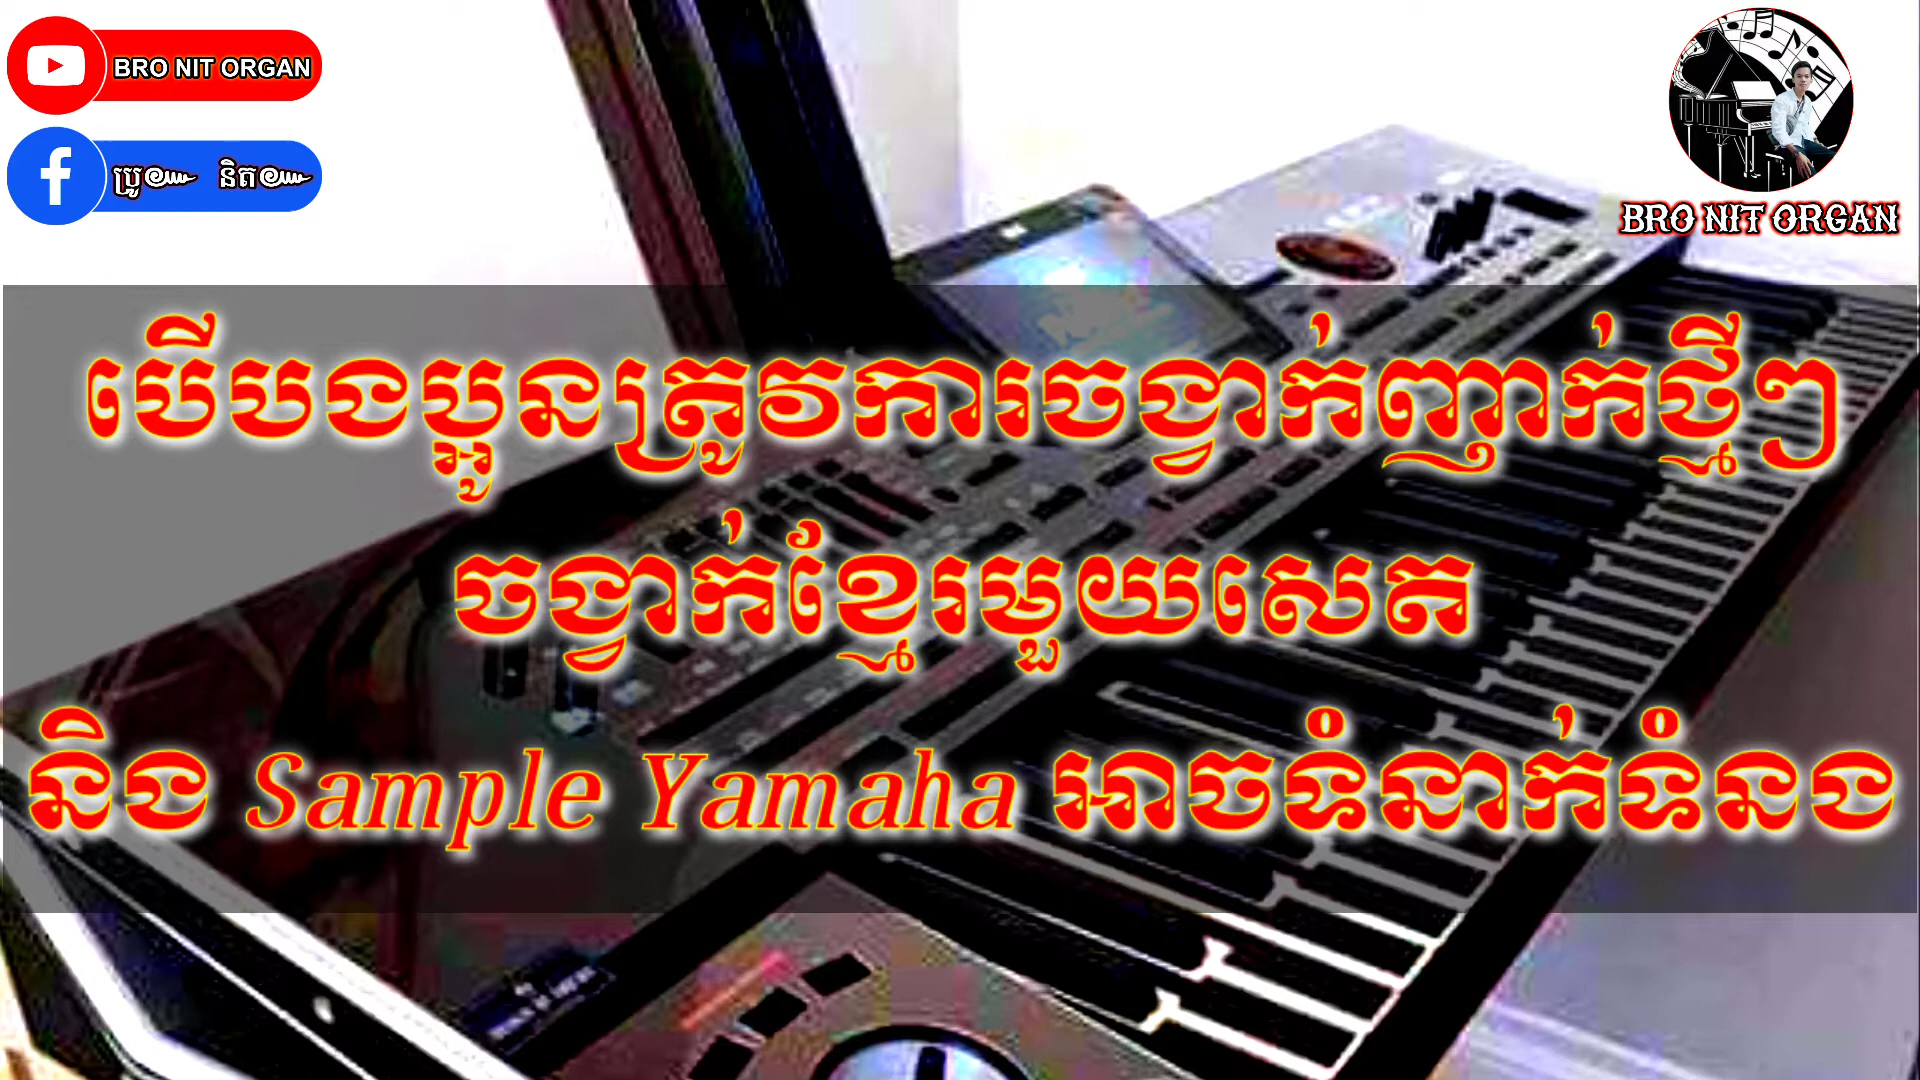 BRO NIT ORGAN
ប្រូ๛ និត๛
BRO NIT ORGAN
បើបងប្អូនត្រូវការចង្វាក់ញាក់ថ្មីៗ
ចង្វាក់ខ្មែរមួយសេត
និង Sample Yamaha អាចទំនាក់ទំនង